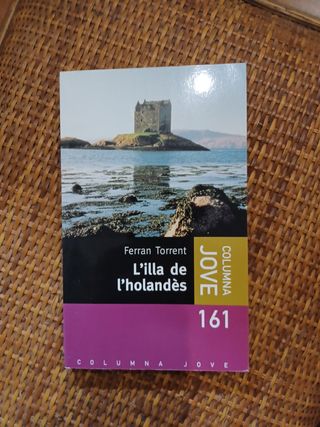 Ferran Torrent
L'illa de
l'holandès
COLUMNA
JOVE
161
COLUMNA JOVE